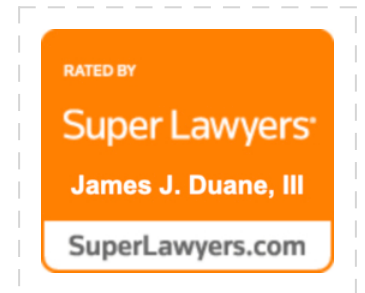 RATED BY
Super Lawyers®
James J. Duane, III
SuperLawyers.com